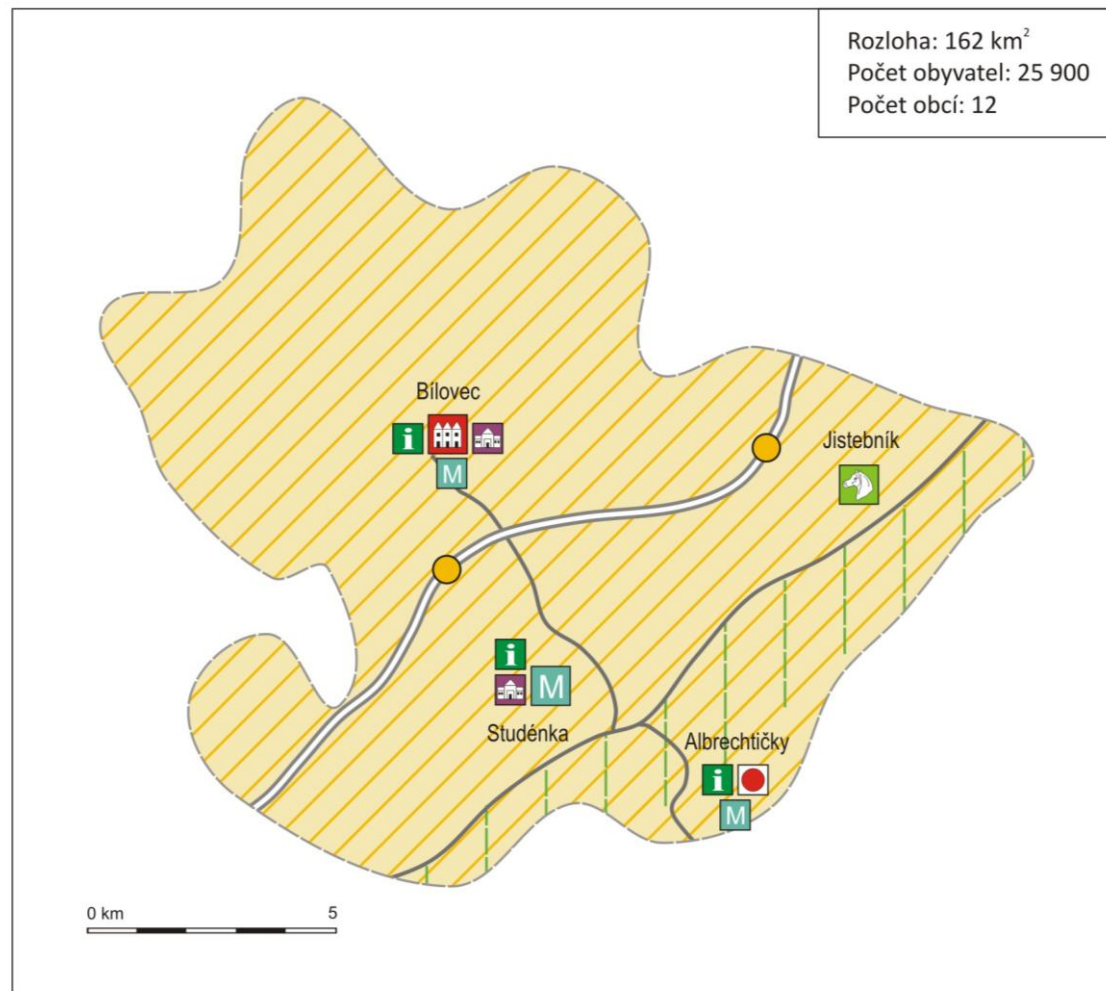 Rozloha: 162 km²
Počet obyvatel: 25 900
Počet obcí: 12
Bílovec
i
M
Jistebník
i
M
Studénka
Albrechtičky
i
M
0 km 5